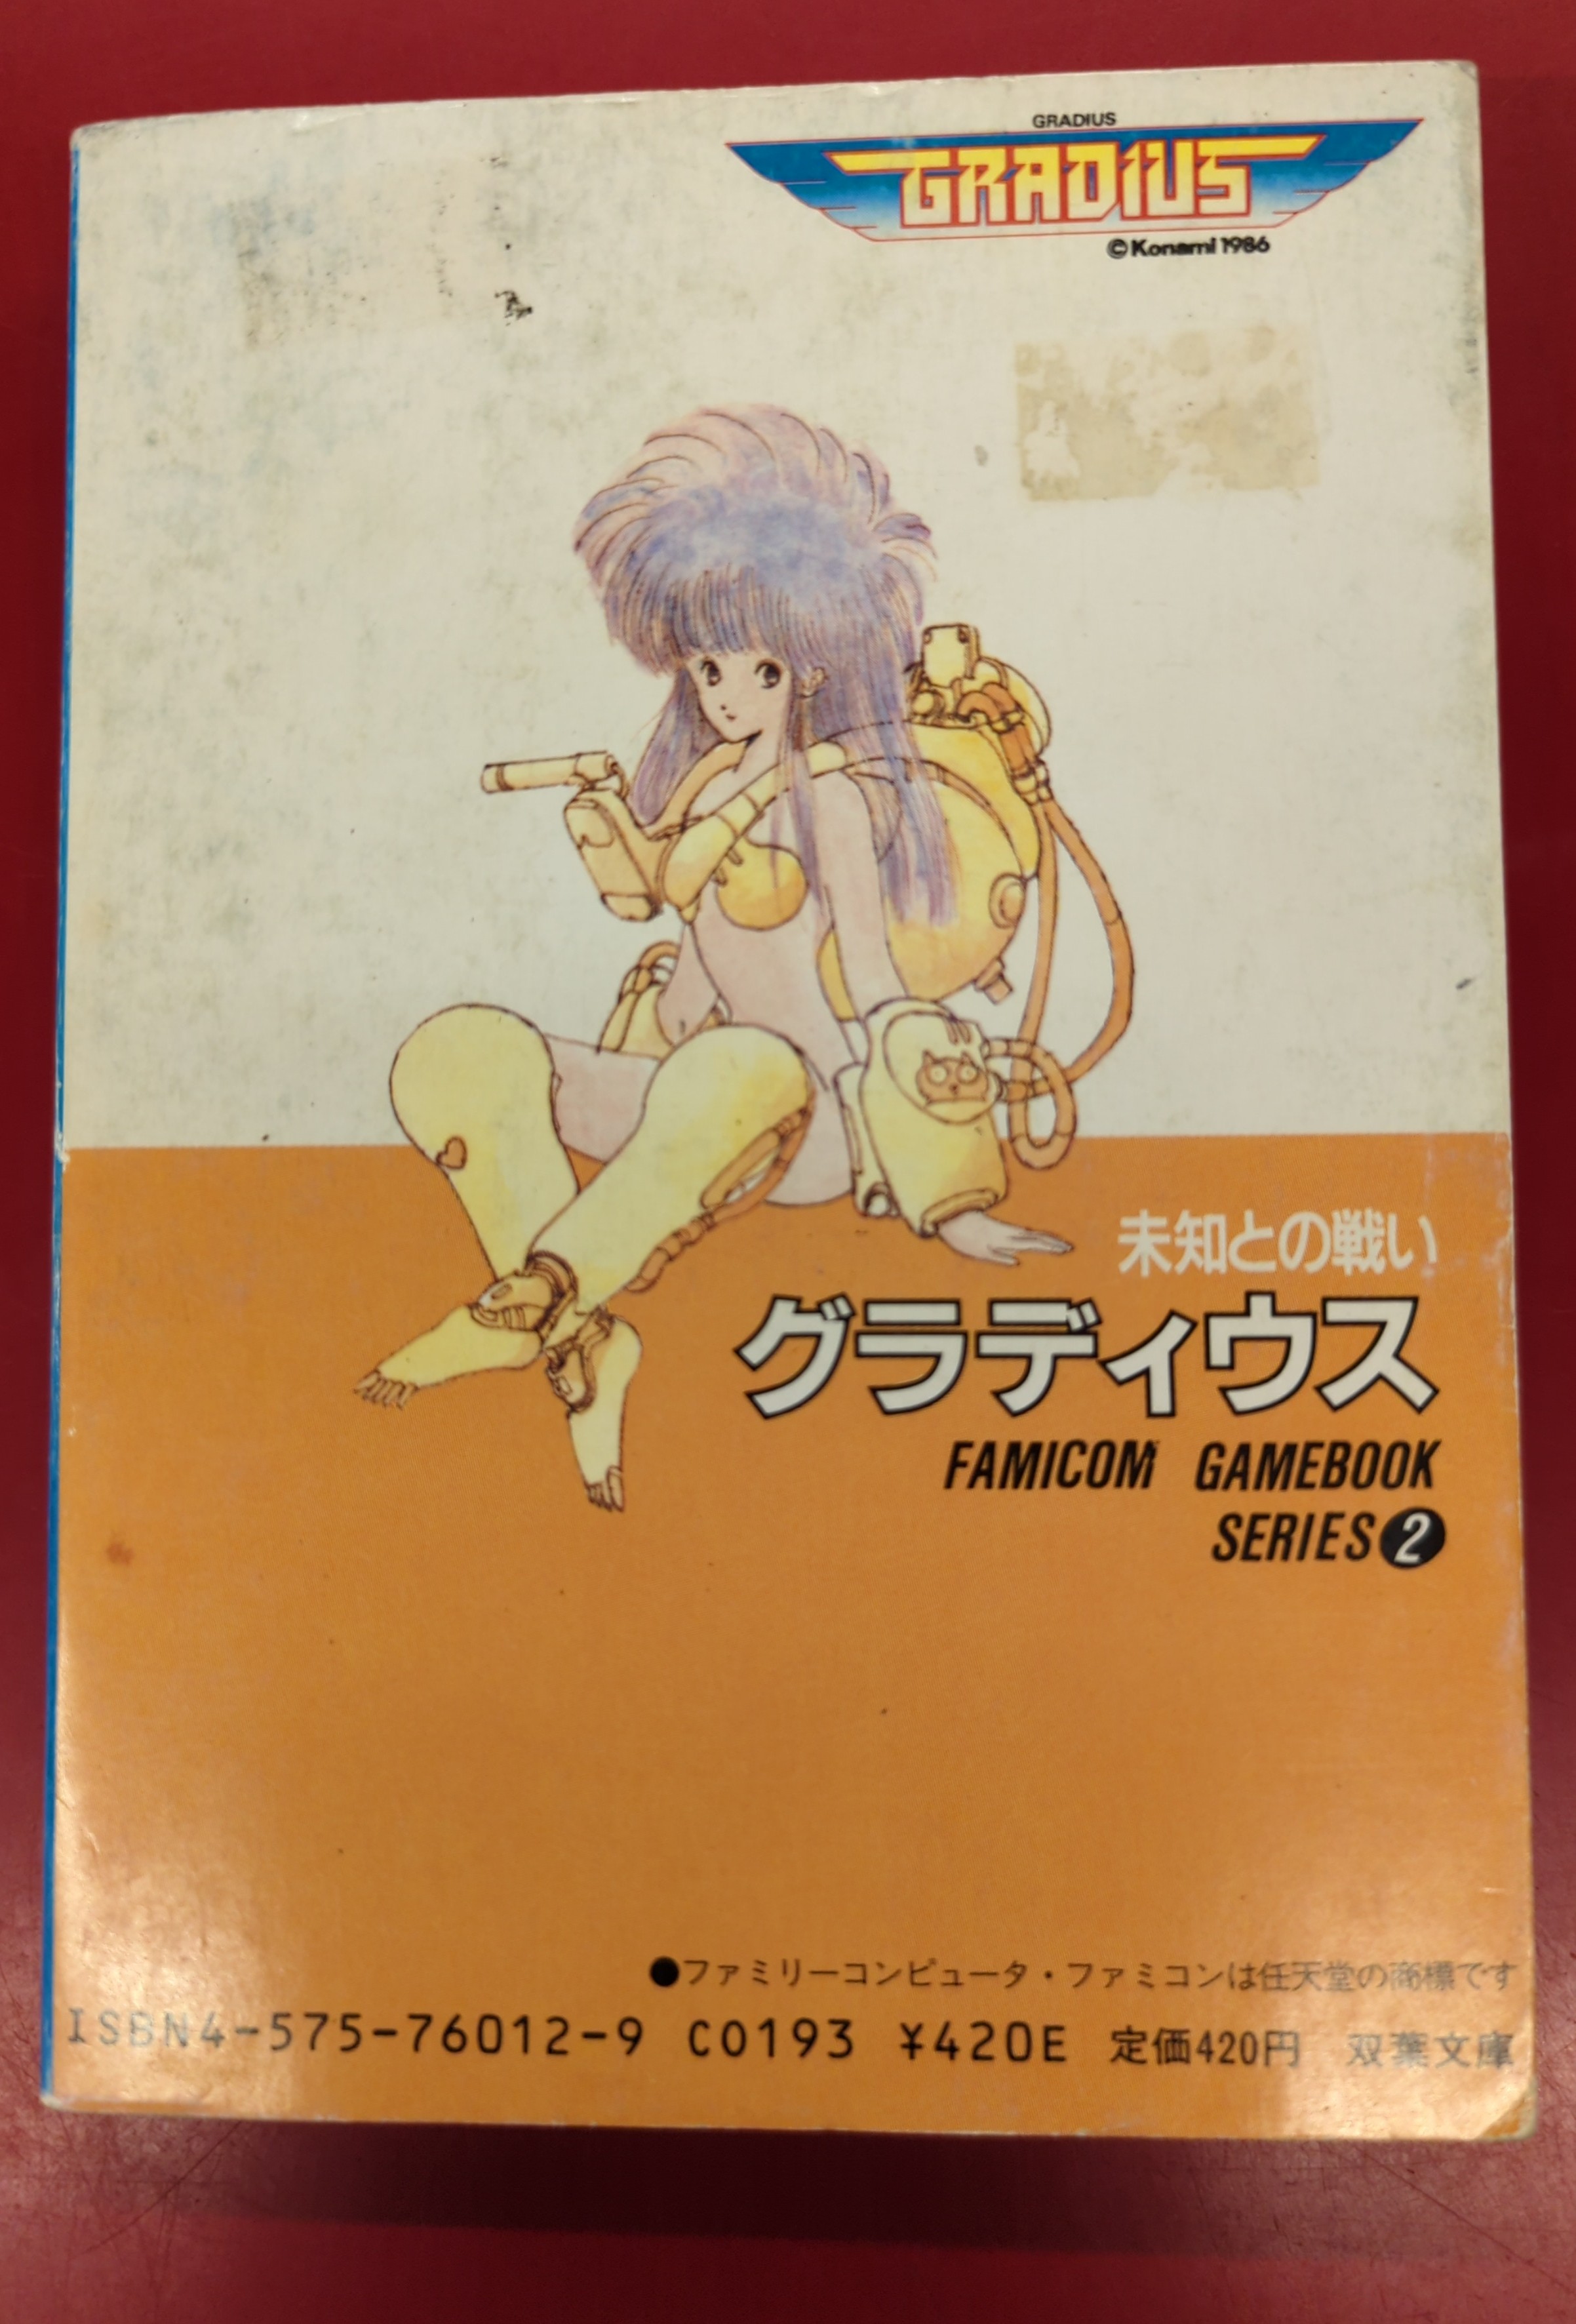 GRADIUS
GRADIUS
©Konami 1986
未知との戦い
グラディウス
FAMICOM GAMEBOOK
SERIES2
●ファミリーコンピュータ・ファミコンは任天堂の商標です
ISBN4-575-76012-9 C0193 ¥420E 定価420円 双葉文庫